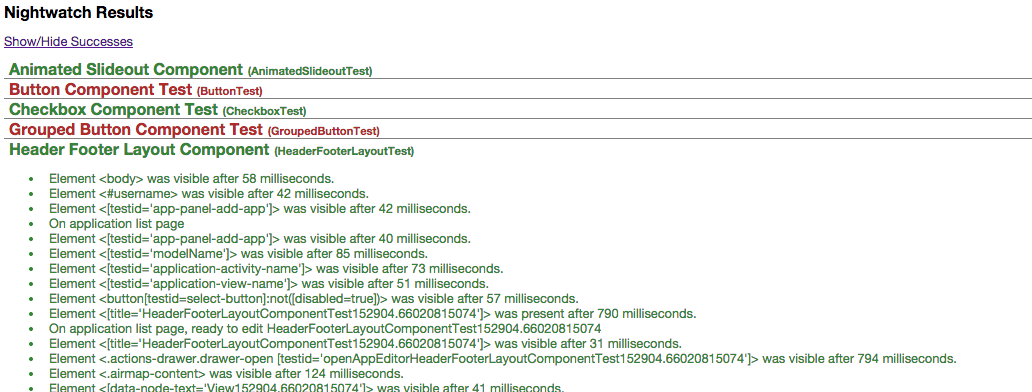 Nightwatch Results
Show/Hide Successes
Animated Slideout Component (AnimatedSlideoutTest)
Button Component Test (ButtonTest)
Checkbox Component Test (CheckboxTest)
Grouped Button Component Test (GroupedButtonTest)
Header Footer Layout Component (HeaderFooterLayoutTest)
• Element <body> was visible after 58 milliseconds.
• Element <#username> was visible after 42 milliseconds.
• Element <[testid='app-panel-add-app']> was visible after 42 milliseconds.
• On application list page
• Element <[testid='app-panel-add-app']> was visible after 40 milliseconds.
• Element <[testid='modelName']> was visible after 85 milliseconds.
• Element <[testid='application-activity-name']> was visible after 73 milliseconds.
• Element <[testid='application-view-name']> was visible after 51 milliseconds.
• Element <button[testid=select-button]:not([disabled=true])> was visible after 57 milliseconds.
• Element <[title='HeaderFooterLayoutComponentTest152904.66020815074']> was present after 790 milliseconds.
• On application list page, ready to edit HeaderFooterLayoutComponentTest152904.66020815074
• Element <[title='HeaderFooterLayoutComponentTest152904.66020815074']> was visible after 31 milliseconds.
• Element <.actions-drawer.drawer-open [testid='openAppEditorHeaderFooterLayoutComponentTest152904.66020815074']> was visible after 794 milliseconds.
• Element <.airmap-content> was visible after 124 milliseconds.
• Element <[data-node-text='View152904.66020815074']> was visible after 41 milliseconds.